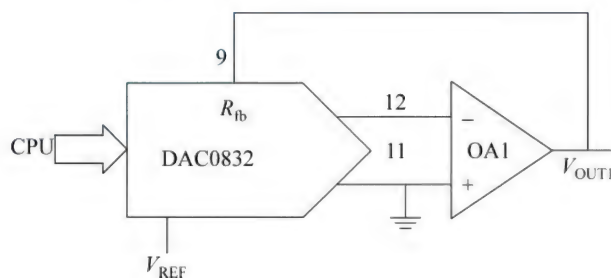 9
R_fb
12
CPU
DAC0832
11
−
OA1
+
V_OUT1
V_REF